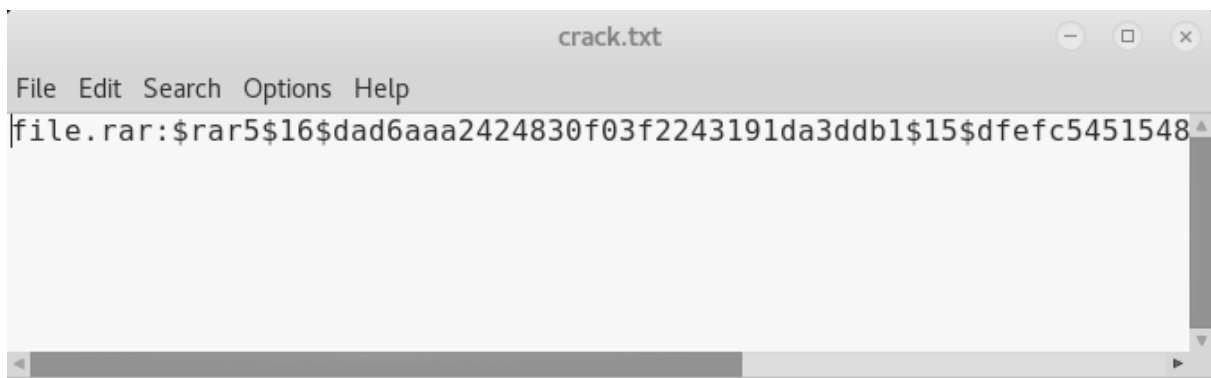 crack.txt
File Edit Search Options Help
file.rar:$rar5$16$dad6aaa2424830f03f2243191da3ddb1$15$dfefc5451548